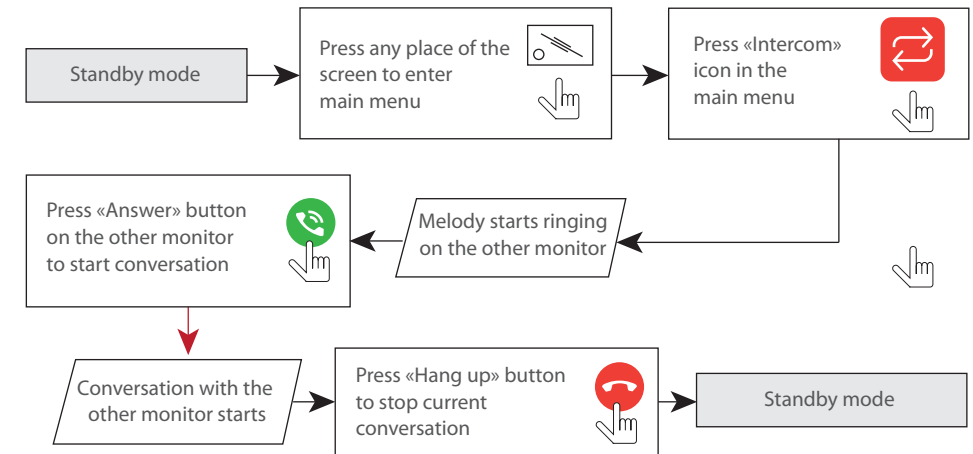 Standby mode
Press any place of the
screen to enter
main menu
Press «Intercom»
icon in the
main menu
Melody starts ringing
on the other monitor
Press «Answer» button
on the other monitor
to start conversation
Conversation with the
other monitor starts
Press «Hang up» button
to stop current
conversation
Standby mode